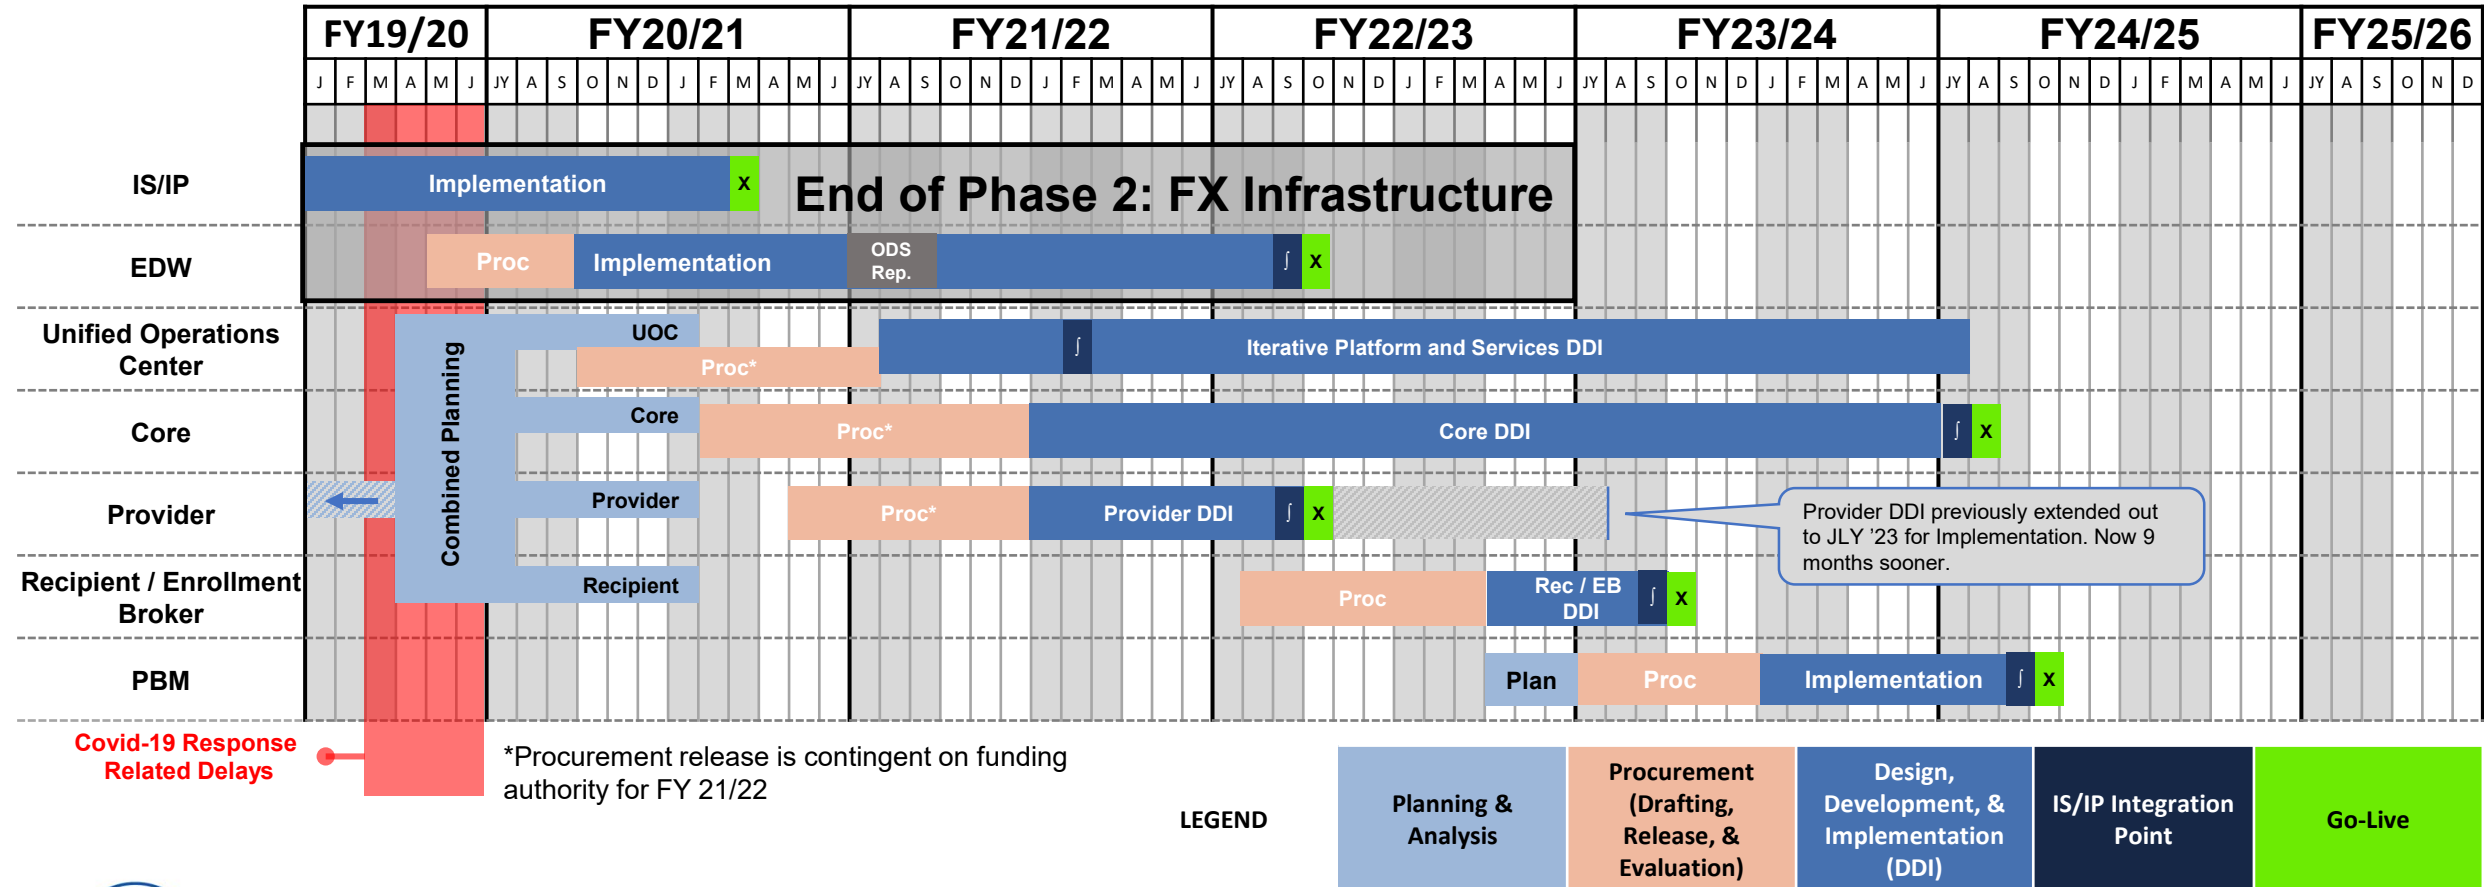 FY19/20 FY20/21 FY21/22 FY22/23 FY23/24 FY24/25 FY25/26
J F M A M J JY A S O N D J F M A M J JY A S O N D J F M A M J JY A S O N D J F M A M J JY A S O N D J F M A M J JY A S O N D J F M A M J JY A S O N D
IS/IP
Implementation
X
End of Phase 2: FX Infrastructure
EDW
Proc
Implementation
ODS
Rep.
∫
X
Unified Operations
Center
UOC
Proc*
∫
Iterative Platform and Services DDI
Combined Planning
Core
Core
Proc*
Core DDI
∫
X
Provider
Provider
Proc*
Provider DDI
∫
X
Provider DDI previously extended out
to JLY '23 for Implementation. Now 9
months sooner.
Recipient / Enrollment
Broker
Recipient
Proc
Rec / EB
DDI
∫
X
PBM
Plan
Proc
Implementation
∫
X
Covid-19 Response
Related Delays
*Procurement release is contingent on funding
authority for FY 21/22
LEGEND
Planning &
Analysis
Procurement
(Drafting,
Release, &
Evaluation)
Design,
Development, &
Implementation
(DDI)
IS/IP Integration
Point
Go-Live